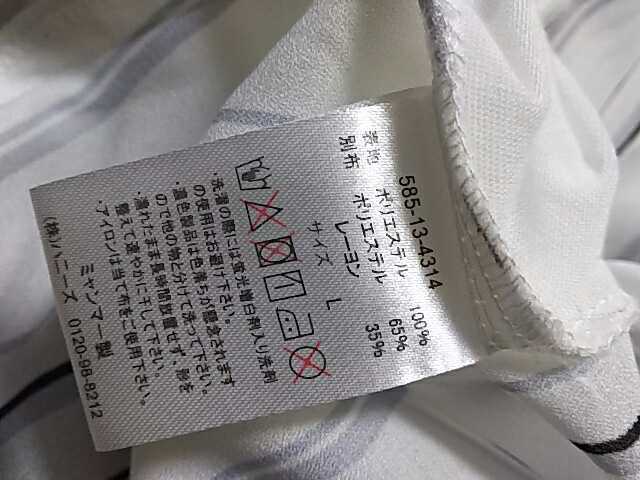 585-13-4314
表地 ポリエステル 100%
別布 ポリエステル 65%
レーヨン 35%
サイズ L
・洗濯の際には蛍光増白剤入り洗剤
の使用はお避け下さい。
・濃色製品は色落ちが懸念されます
ので他の物と分けて洗って下さい。
・濡れたまま長時間放置せず、形を
整えて速やかに干して下さい。
・アイロンは当て布をご使用下さい。
ミャンマー製
(株)ハニーズ 0120-98-8212